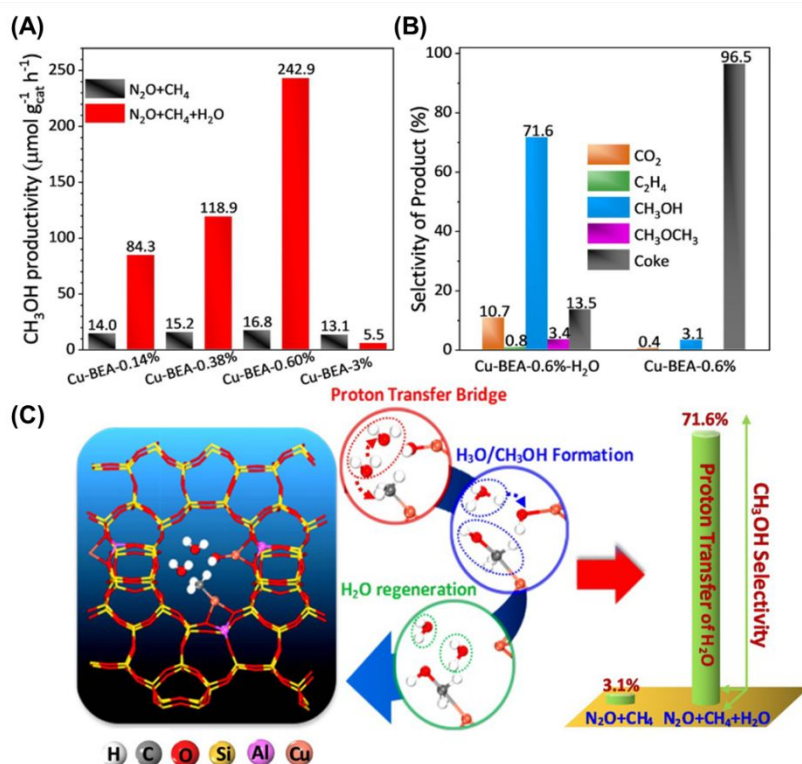 (A)
CH₃OH productivity (μmol g⁻¹cat h⁻¹)
250
200
150
100
50
0
N₂O+CH₄
N₂O+CH₄+H₂O
14.0
84.3
15.2
118.9
16.8
242.9
13.1
5.5
Cu-BEA-0.14%
Cu-BEA-0.38%
Cu-BEA-0.60%
Cu-BEA-3%
(B)
Selctivity of Product (%)
100
80
60
40
20
0
CO₂
C₂H₄
CH₃OH
CH₃OCH₃
Coke
10.7
0.8
71.6
3.4
13.5
0.4
3.1
96.5
Cu-BEA-0.6%-H₂O
Cu-BEA-0.6%
(C)
Proton Transfer Bridge
H₃O/CH₃OH Formation
H₂O regeneration
H
C
O
Si
Al
Cu
71.6%
Proton Transfer of H₂O
CH₃OH Selectivity
3.1%
N₂O+CH₄
N₂O+CH₄+H₂O